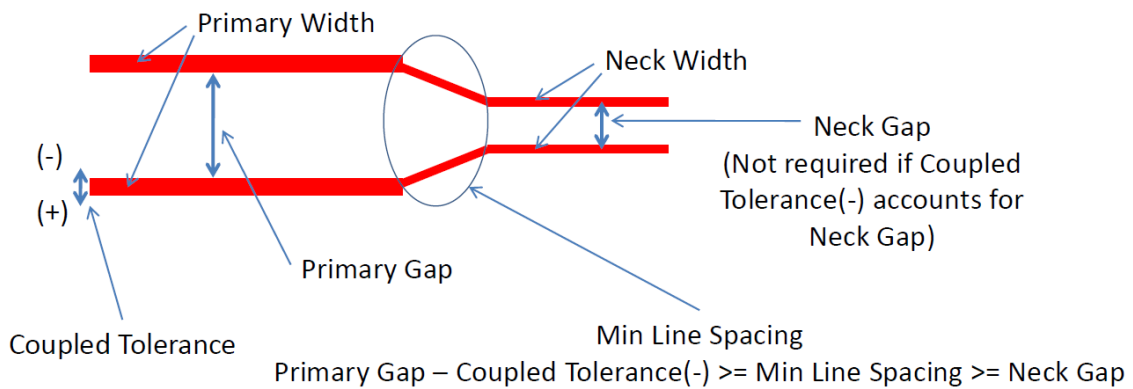 Primary Width
Neck Width
Neck Gap
(Not required if Coupled
Tolerance(-) accounts for
Neck Gap)
(-)
(+)
Primary Gap
Coupled Tolerance
Min Line Spacing
Primary Gap – Coupled Tolerance(-) >= Min Line Spacing >= Neck Gap